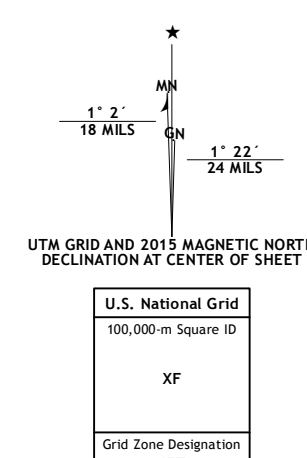 ★
MN
1° 2´
18 MILS
GN
1° 22´
24 MILS
UTM GRID AND 2015 MAGNETIC NORT
DECLINATION AT CENTER OF SHEET
U.S. National Grid
100,000-m Square ID
XF
Grid Zone Designation